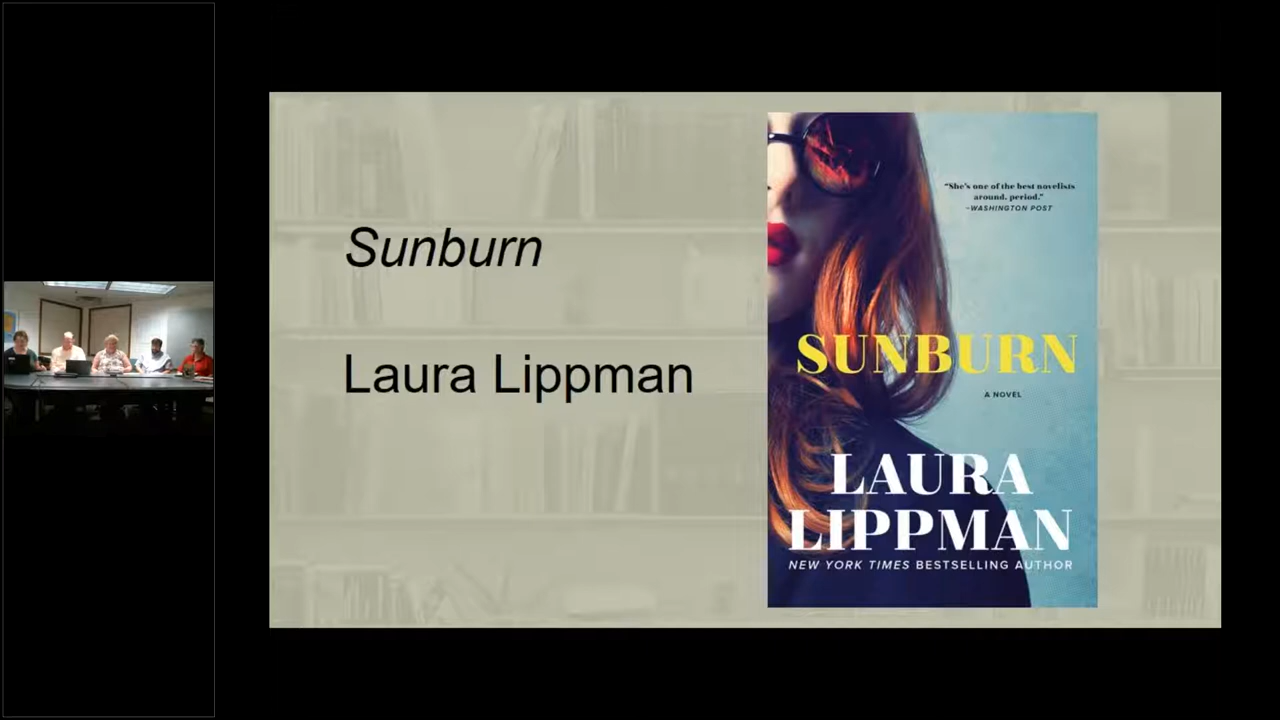 Sunburn
Laura Lippman
“She’s one of the best novelists
around, period.”
–WASHINGTON POST
SUNBURN
A NOVEL
LAURA
LIPPMAN
NEW YORK TIMES BESTSELLING AUTHOR